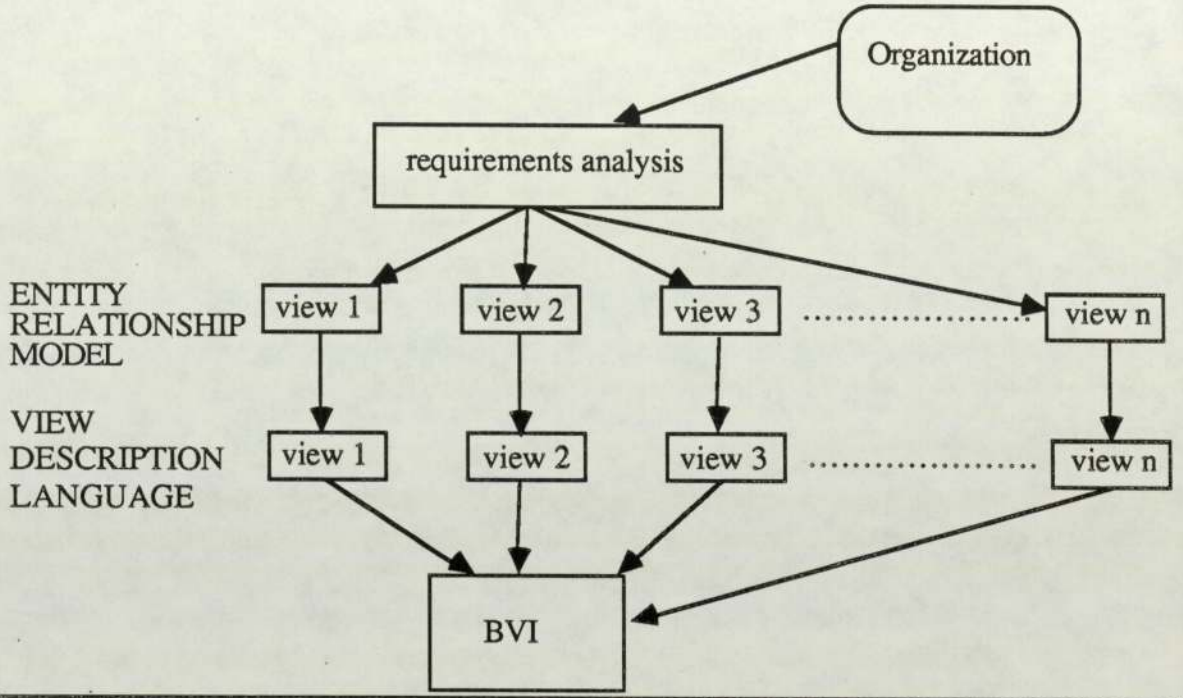 Organization
requirements analysis
ENTITY
RELATIONSHIP
MODEL
view 1
view 2
view 3
view n
VIEW
DESCRIPTION
LANGUAGE
view 1
view 2
view 3
view n
BVI